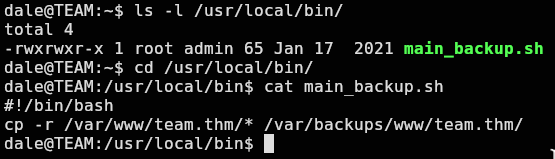 dale@TEAM:~$ ls -l /usr/local/bin/
total 4
-rwxrwxr-x 1 root admin 65 Jan 17  2021 main_backup.sh
dale@TEAM:~$ cd /usr/local/bin/
dale@TEAM:/usr/local/bin$ cat main_backup.sh
#!/bin/bash
cp -r /var/www/team.thm/* /var/backups/www/team.thm/
dale@TEAM:/usr/local/bin$